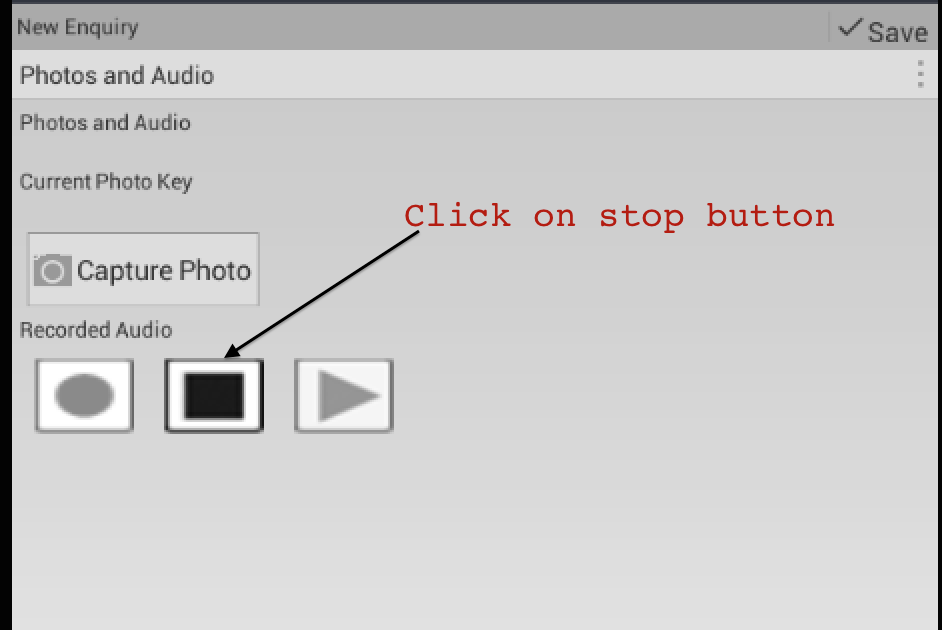 New Enquiry
Save
Photos and Audio
Photos and Audio
Current Photo Key
Click on stop button
Capture Photo
Recorded Audio